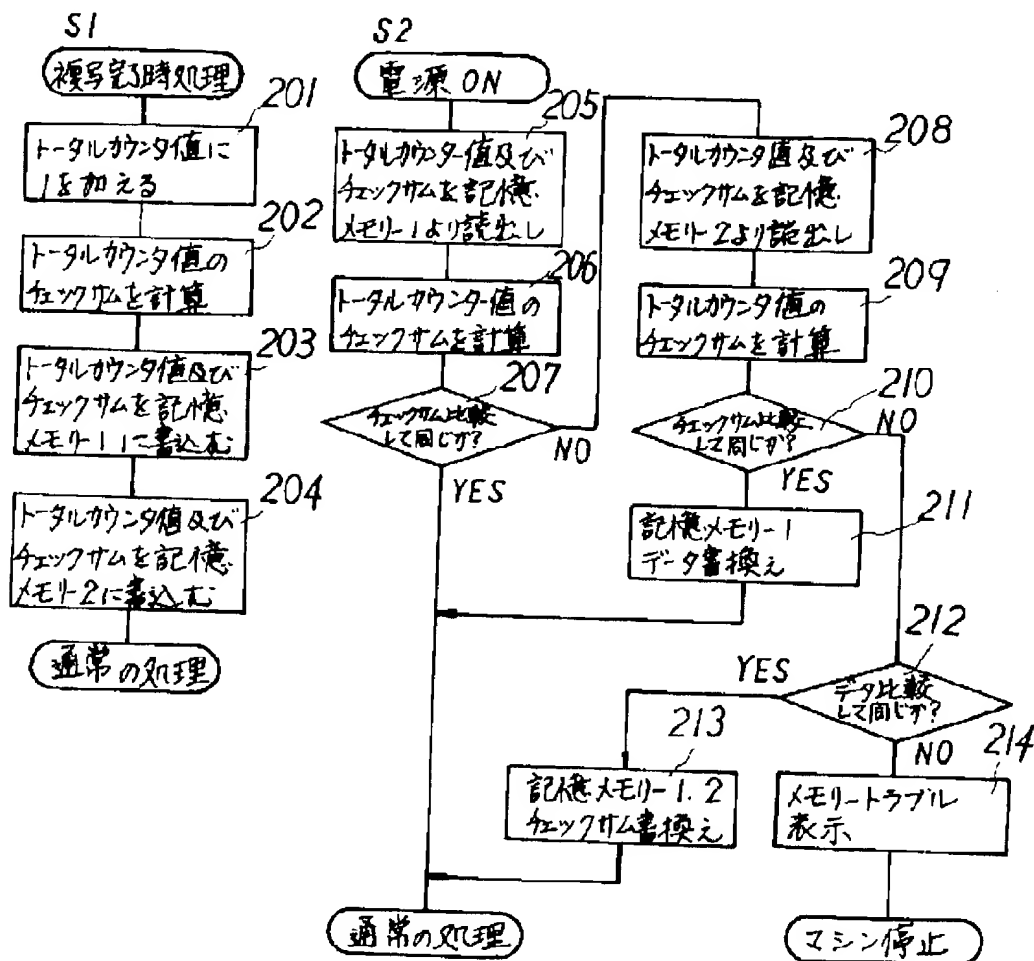 S1
複写完了時処理
201
トータルカウンタ値に
1を加える
202
トータルカウンタ値の
チェックサムを計算
203
トータルカウンタ値及び
チェックサムを記憶
メモリー1に書込む
204
トータルカウンタ値及び
チェックサムを記憶
メモリー2に書込む
通常の処理
S2
電源ON
205
トータルカウンター値及び
チェックサムを記憶
メモリー1より読出し
206
トータルカウンター値の
チェックサムを計算
207
チェックサム比較
して同じか?
NO
YES
208
トータルカウンタ値及び
チェックサムを記憶
メモリー2より読出し
209
トータルカウンタ値の
チェックサムを計算
210
チェックサム比較
して同じか?
NO
YES
211
記憶メモリー1
データ書換え
212
データ比較
して同じか?
YES
NO
213
記憶メモリー1.2
チェックサム書換え
214
メモリートラブル
表示
通常の処理
マシン停止